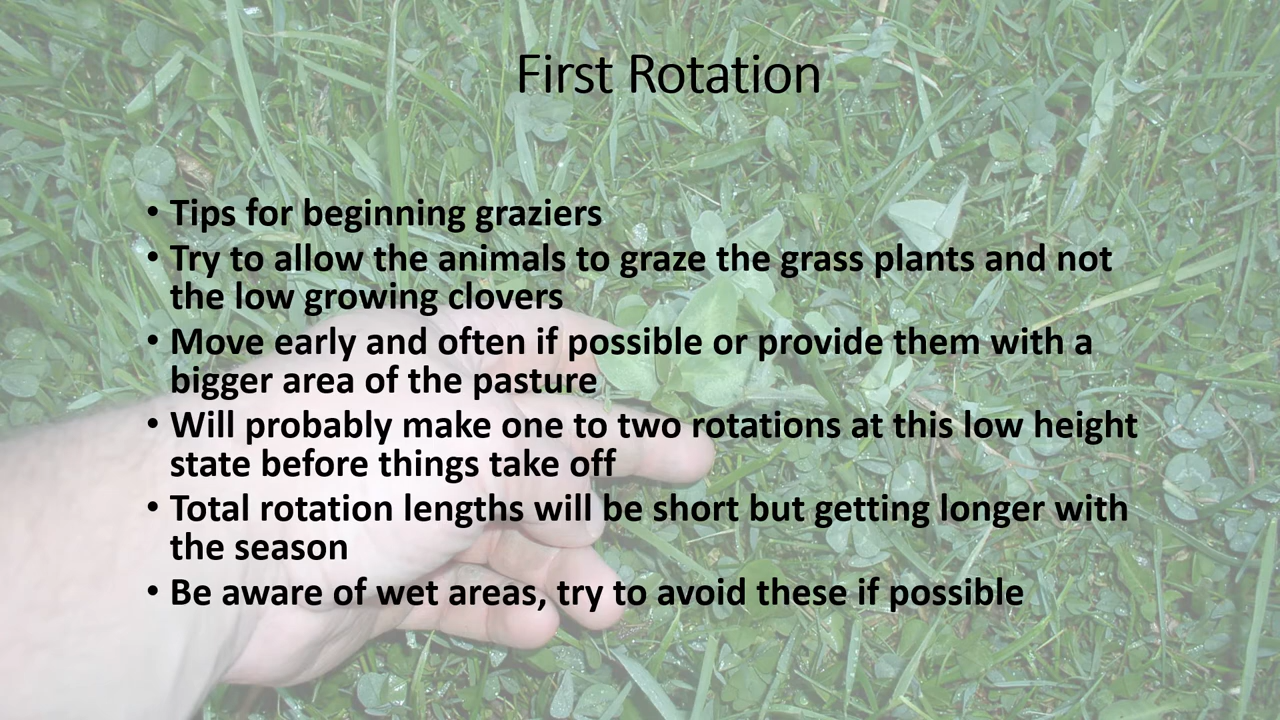 First Rotation
• Tips for beginning graziers
• Try to allow the animals to graze the grass plants and not
the low growing clovers
• Move early and often if possible or provide them with a
bigger area of the pasture
• Will probably make one to two rotations at this low height
state before things take off
• Total rotation lengths will be short but getting longer with
the season
• Be aware of wet areas, try to avoid these if possible